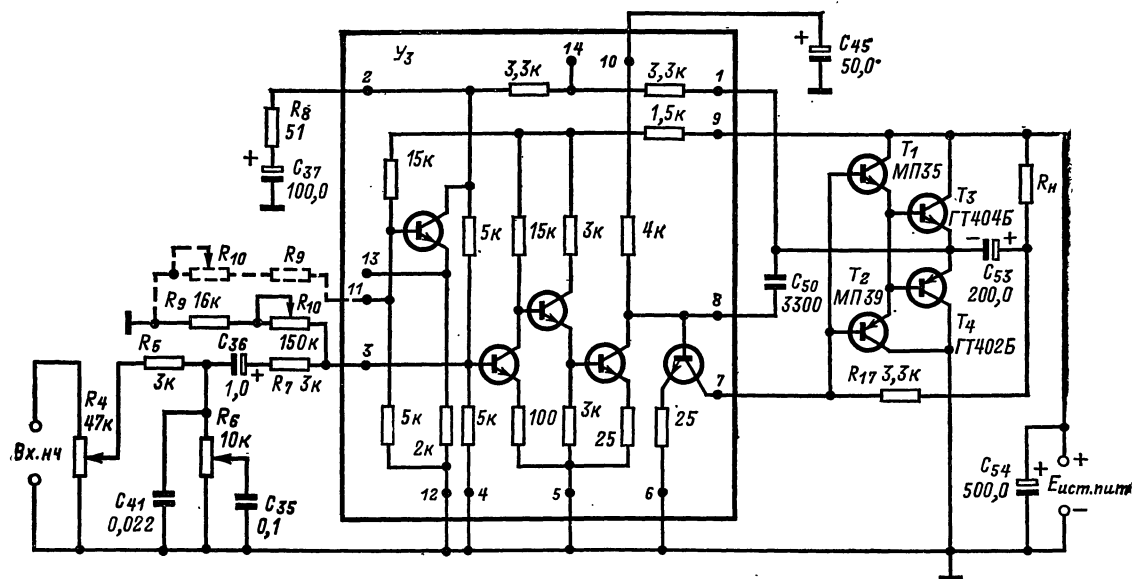 У3
14
10
+
C45
50,0
2
3,3к
3,3к
1
R8
51
1,5к
9
+
C37
100,0
15к
T1
МП35
RН
5к
15к
3к
4к
T3
ГТ404Б
13
R10
R9
11
- +
C53
200,0
C50
3300
T2
МП39
R9 16к
R10
150к
8
T4
ГТ402Б
R5
3к
C36
1,0 +
R7 3к
3
7
R17 3,3к
R4
47к
R6
10к
5к
2к
5к
100
3к
25
25
Вх.нч
C41
0,022
C35
0,1
12
4
5
6
C54
500,0
+
+
Eист.пит
-